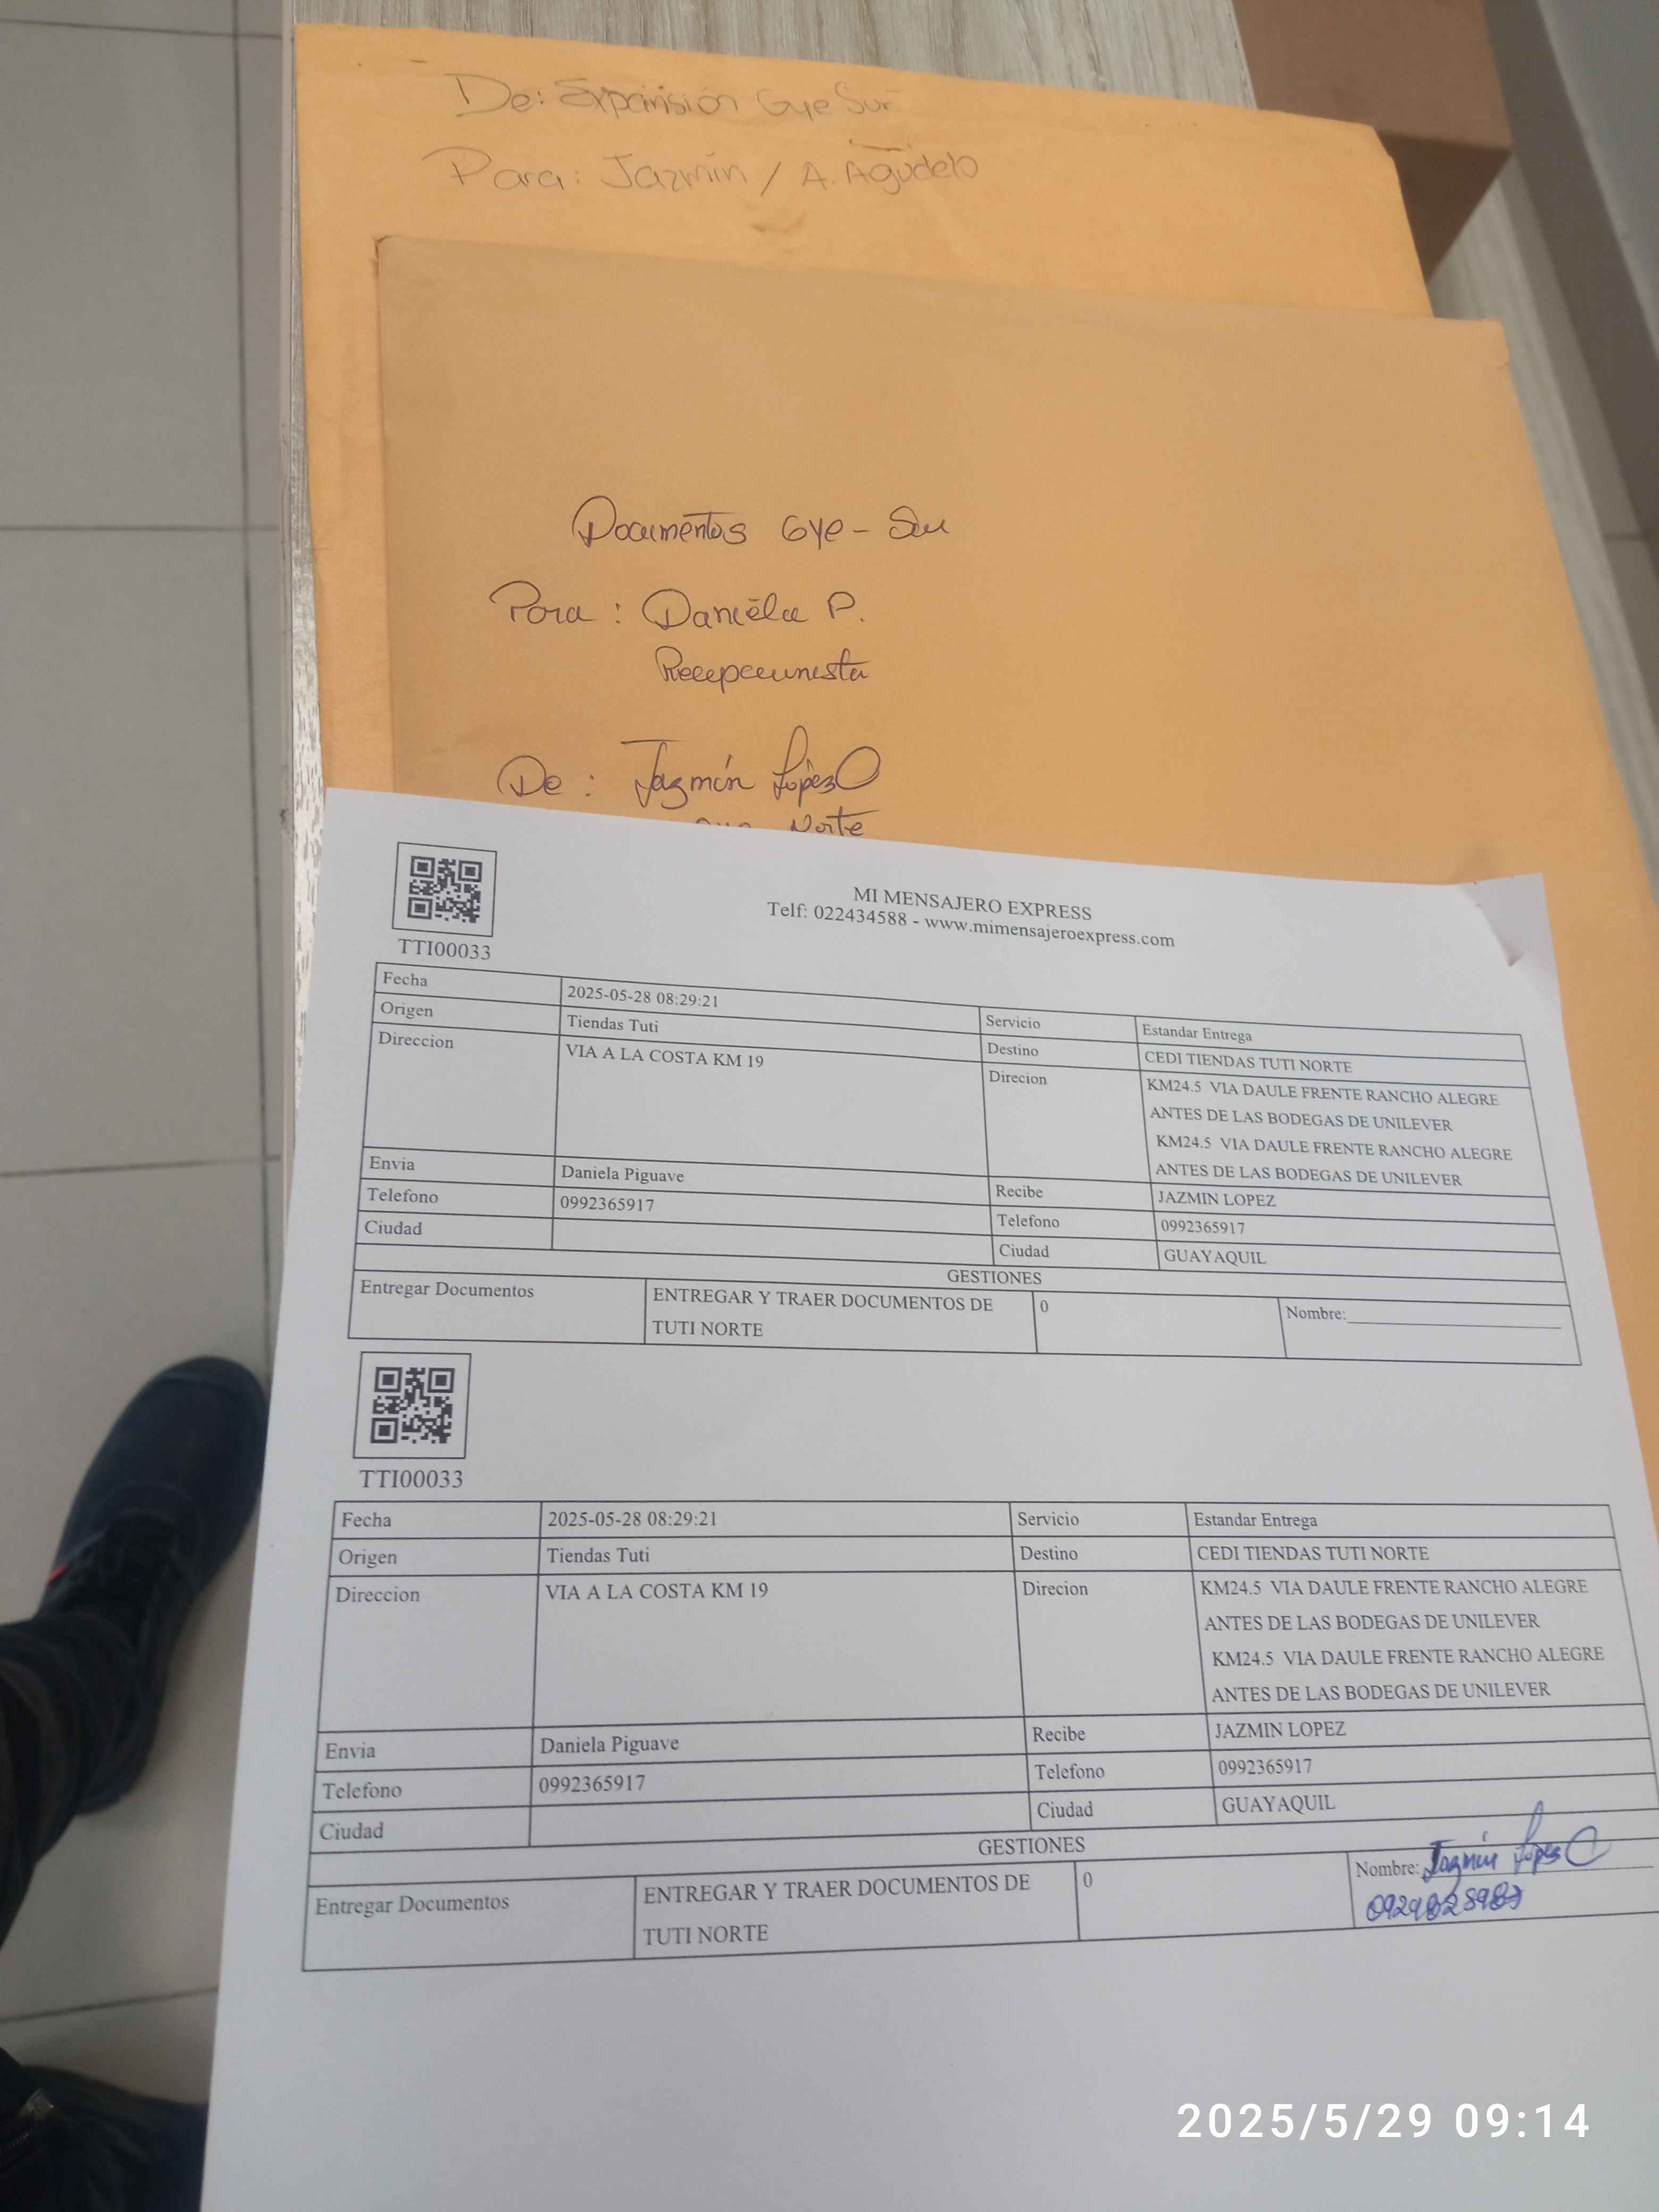 De: Expansión Gye Sur
Para: Jazmín / A. Agudelo
Documentos Gye - Sur
Para : Daniela P.
Recepcionista
De : Jazmín López
Norte
MI MENSAJERO EXPRESS
Telf: 022434588 - www.mimensajeroexpress.com
TTI00033
Fecha 2025-05-28 08:29:21 Servicio Estandar Entrega
Origen Tiendas Tuti Destino CEDI TIENDAS TUTI NORTE
Direccion VIA A LA COSTA KM 19 Direcion KM24.5 VIA DAULE FRENTE RANCHO ALEGRE
ANTES DE LAS BODEGAS DE UNILEVER
KM24.5 VIA DAULE FRENTE RANCHO ALEGRE
ANTES DE LAS BODEGAS DE UNILEVER
Envia Daniela Piguave Recibe JAZMIN LOPEZ
Telefono 0992365917 Telefono 0992365917
Ciudad Ciudad GUAYAQUIL
GESTIONES
Entregar Documentos ENTREGAR Y TRAER DOCUMENTOS DE 0 Nombre:
TUTI NORTE
TTI00033
Fecha 2025-05-28 08:29:21 Servicio Estandar Entrega
Origen Tiendas Tuti Destino CEDI TIENDAS TUTI NORTE
Direccion VIA A LA COSTA KM 19 Direcion KM24.5 VIA DAULE FRENTE RANCHO ALEGRE
ANTES DE LAS BODEGAS DE UNILEVER
KM24.5 VIA DAULE FRENTE RANCHO ALEGRE
ANTES DE LAS BODEGAS DE UNILEVER
Envia Daniela Piguave Recibe JAZMIN LOPEZ
Telefono 0992365917 Telefono 0992365917
Ciudad Ciudad GUAYAQUIL
GESTIONES
Entregar Documentos ENTREGAR Y TRAER DOCUMENTOS DE 0 Nombre: Jazmín López
TUTI NORTE
2025/5/29 09:14